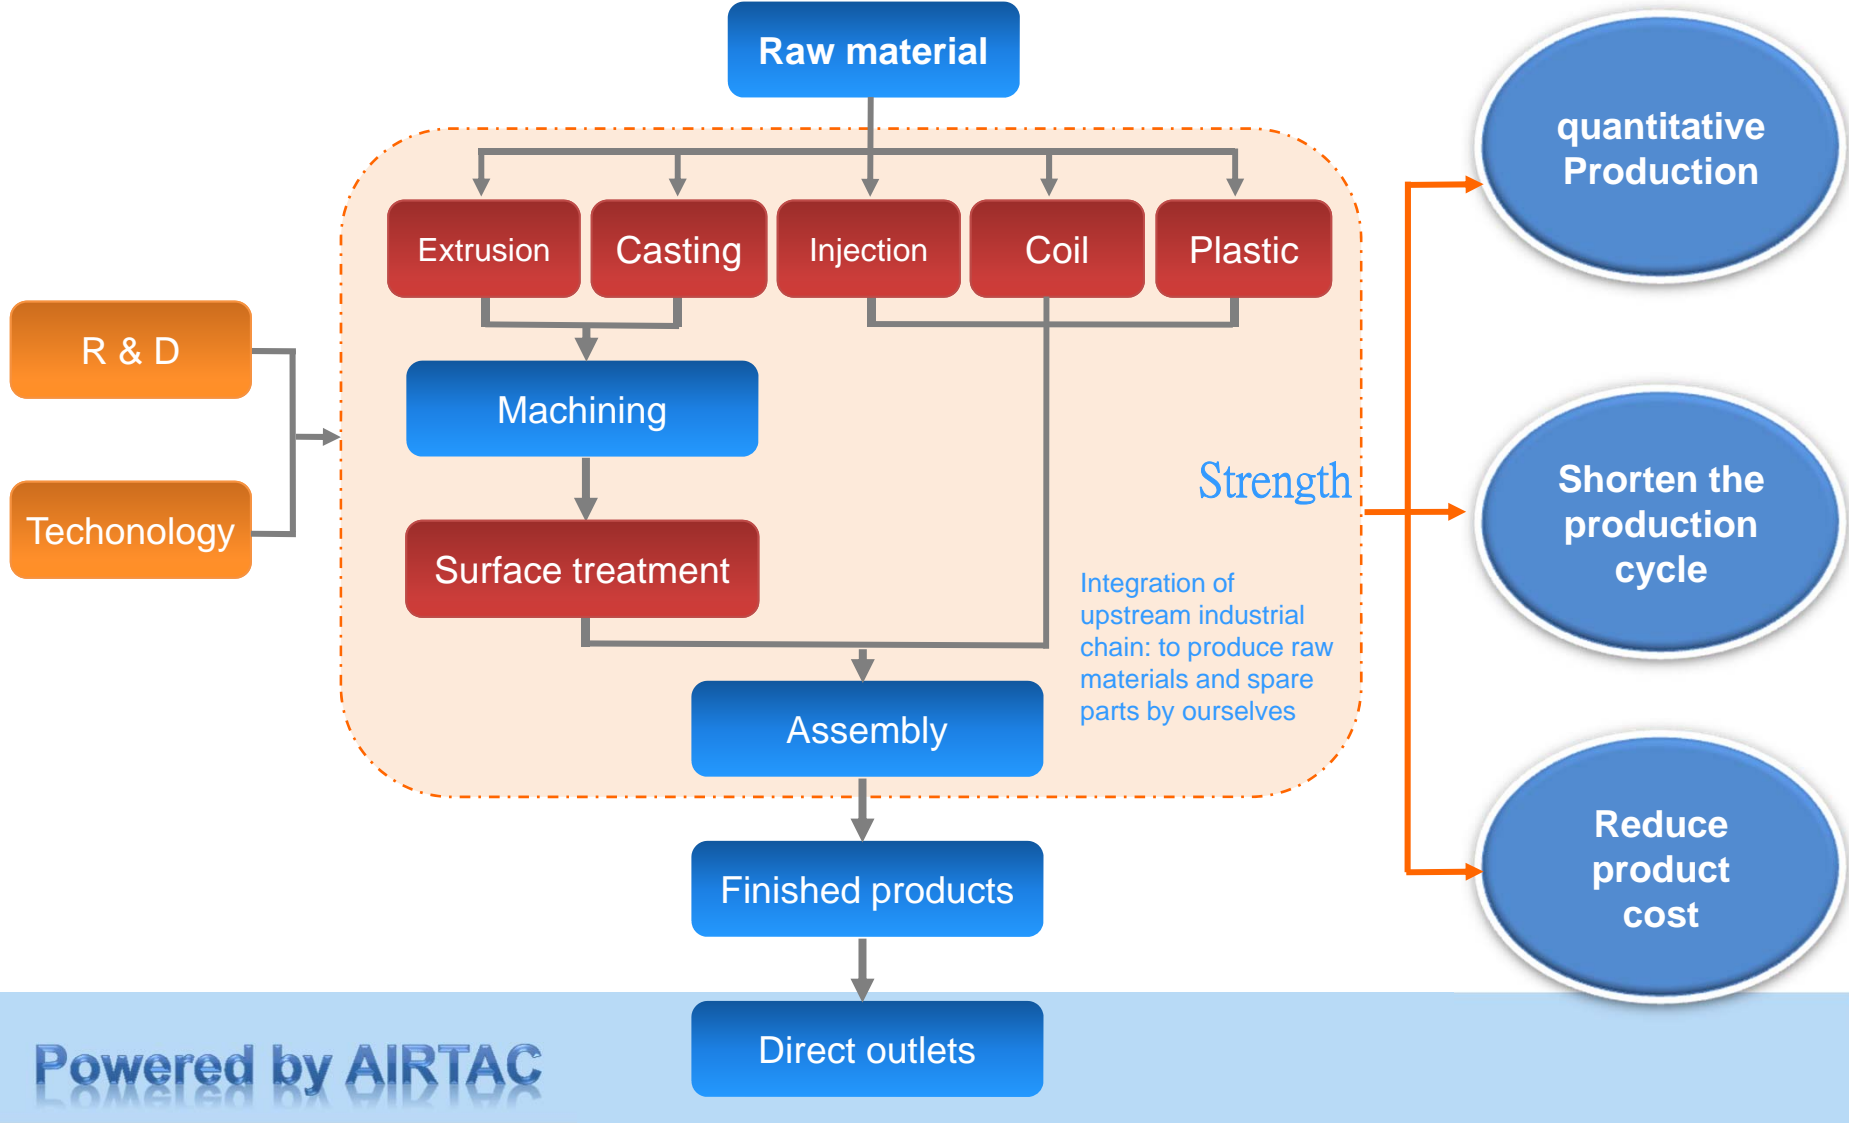 Raw material
quantitative
Production
Extrusion
Casting
Injection
Coil
Plastic
R & D
Machining
Strength
Shorten the
production
cycle
Techonology
Surface treatment
Integration of
upstream industrial
chain: to produce raw
materials and spare
parts by ourselves
Assembly
Reduce
product
cost
Finished products
Direct outlets
Powered by AIRTAC